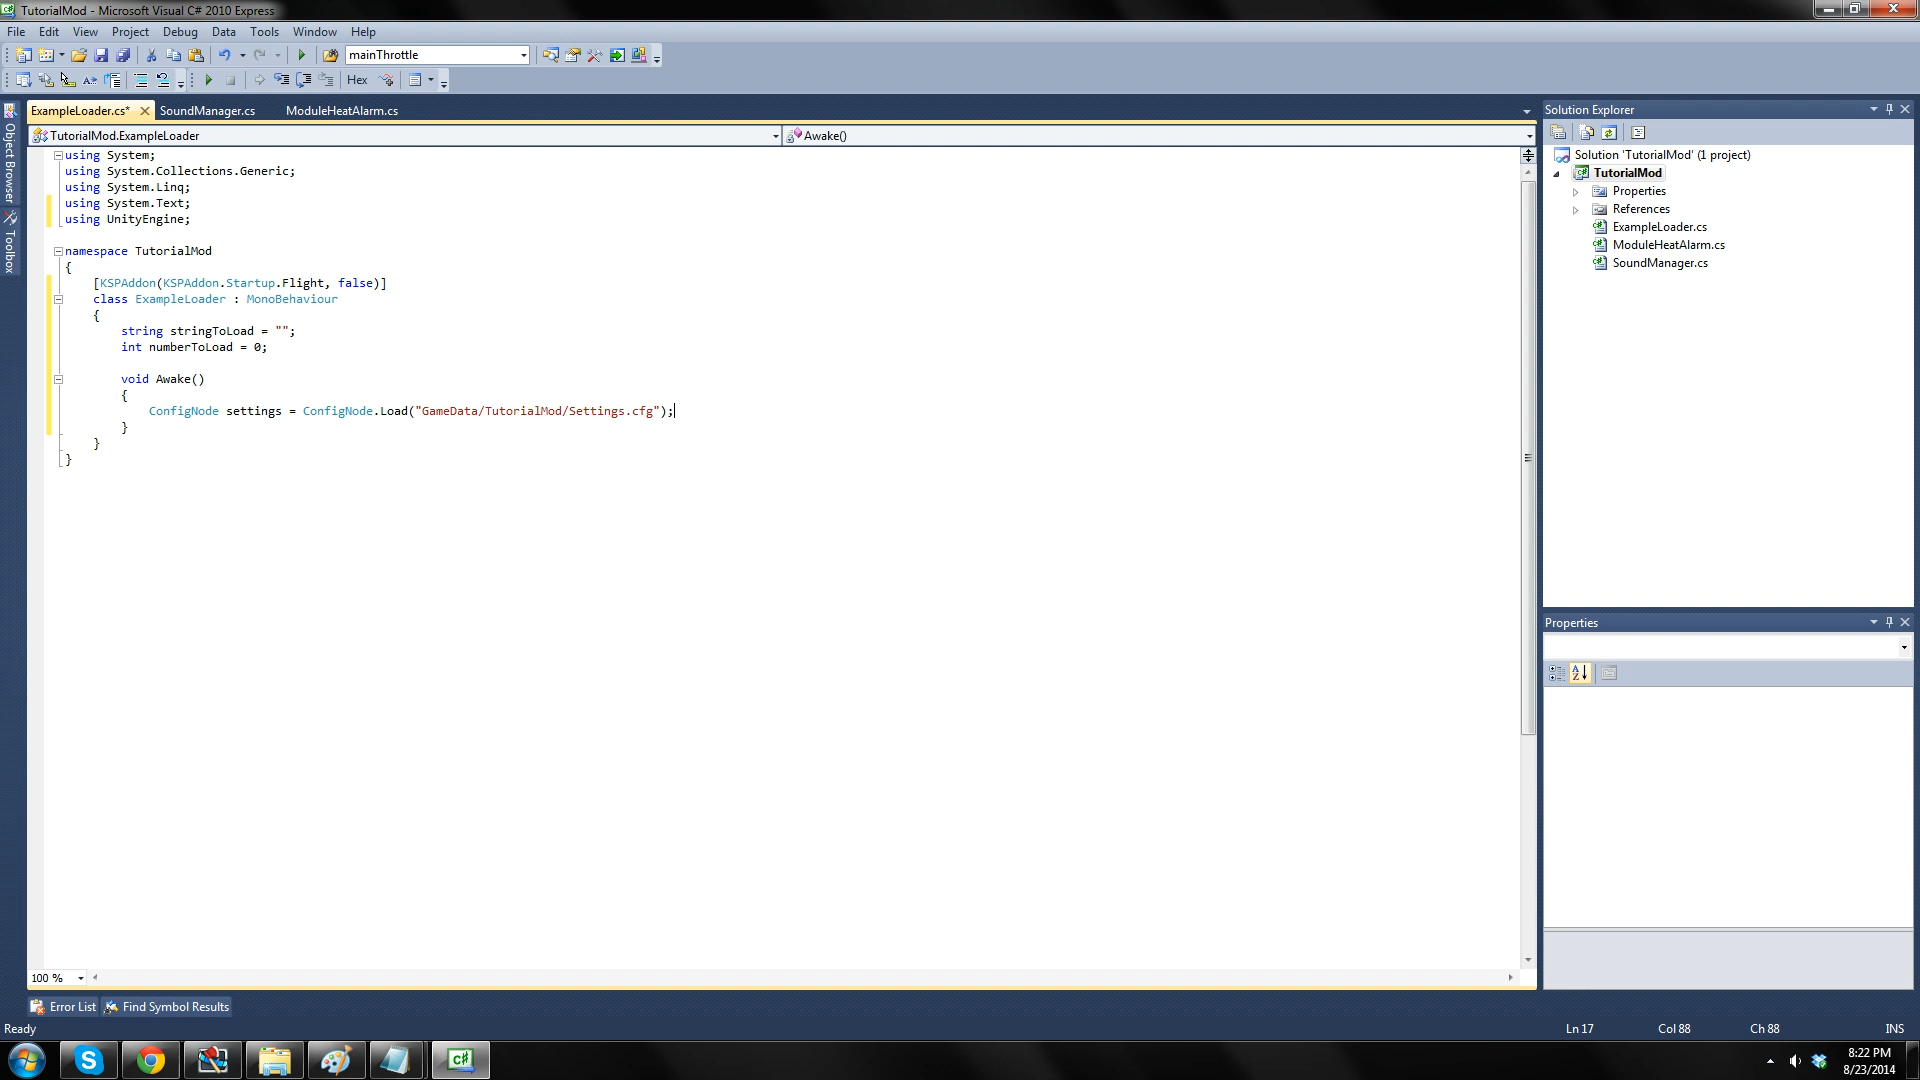 TutorialMod - Microsoft Visual C# 2010 Express
File Edit View Project Debug Data Tools Window Help
mainThrottle
Hex
ExampleLoader.cs* SoundManager.cs ModuleHeatAlarm.cs
TutorialMod.ExampleLoader Awake()
Object Browser
Toolbox
using System;
using System.Collections.Generic;
using System.Linq;
using System.Text;
using UnityEngine;
namespace TutorialMod
{
[KSPAddon(KSPAddon.Startup.Flight, false)]
class ExampleLoader : MonoBehaviour
{
string stringToLoad = "";
int numberToLoad = 0;
void Awake()
{
ConfigNode settings = ConfigNode.Load("GameData/TutorialMod/Settings.cfg");
}
}
}
100 %
Solution Explorer
Solution 'TutorialMod' (1 project)
TutorialMod
Properties
References
ExampleLoader.cs
ModuleHeatAlarm.cs
SoundManager.cs
Properties
Error List Find Symbol Results
Ready Ln 17 Col 88 Ch 88 INS
8:22 PM
8/23/2014